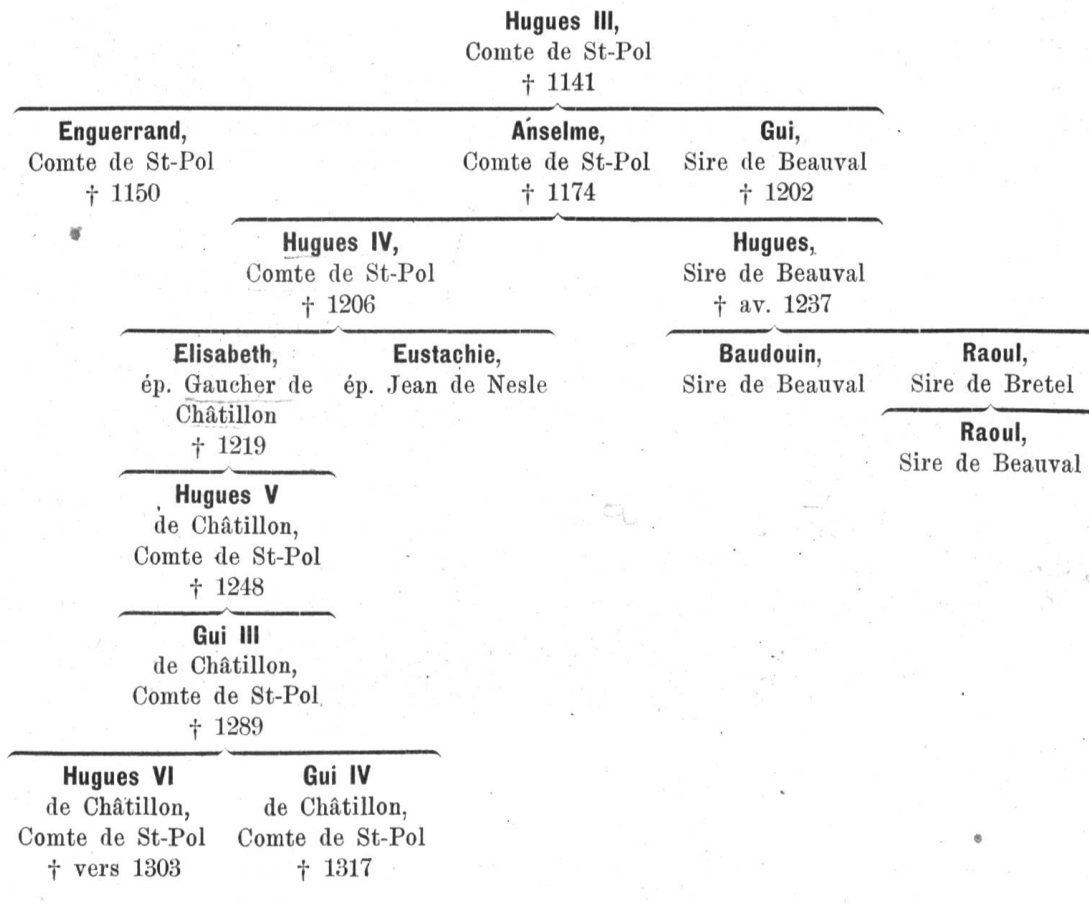 Hugues III,
Comte de St-Pol
† 1141
Enguerrand,
Comte de St-Pol
† 1150
Anselme,
Comte de St-Pol
† 1174
Gui,
Sire de Beauval
† 1202
Hugues IV,
Comte de St-Pol
† 1206
Hugues,
Sire de Beauval
† av. 1237
Elisabeth,
ép. Gaucher de
Châtillon
† 1219
Eustachie,
ép. Jean de Nesle
Baudouin,
Sire de Beauval
Raoul,
Sire de Bretel
Raoul,
Sire de Beauval
Hugues V
de Châtillon,
Comte de St-Pol
† 1248
Gui III
de Châtillon,
Comte de St-Pol
† 1289
Hugues VI
de Châtillon,
Comte de St-Pol
† vers 1303
Gui IV
de Châtillon,
Comte de St-Pol
† 1317